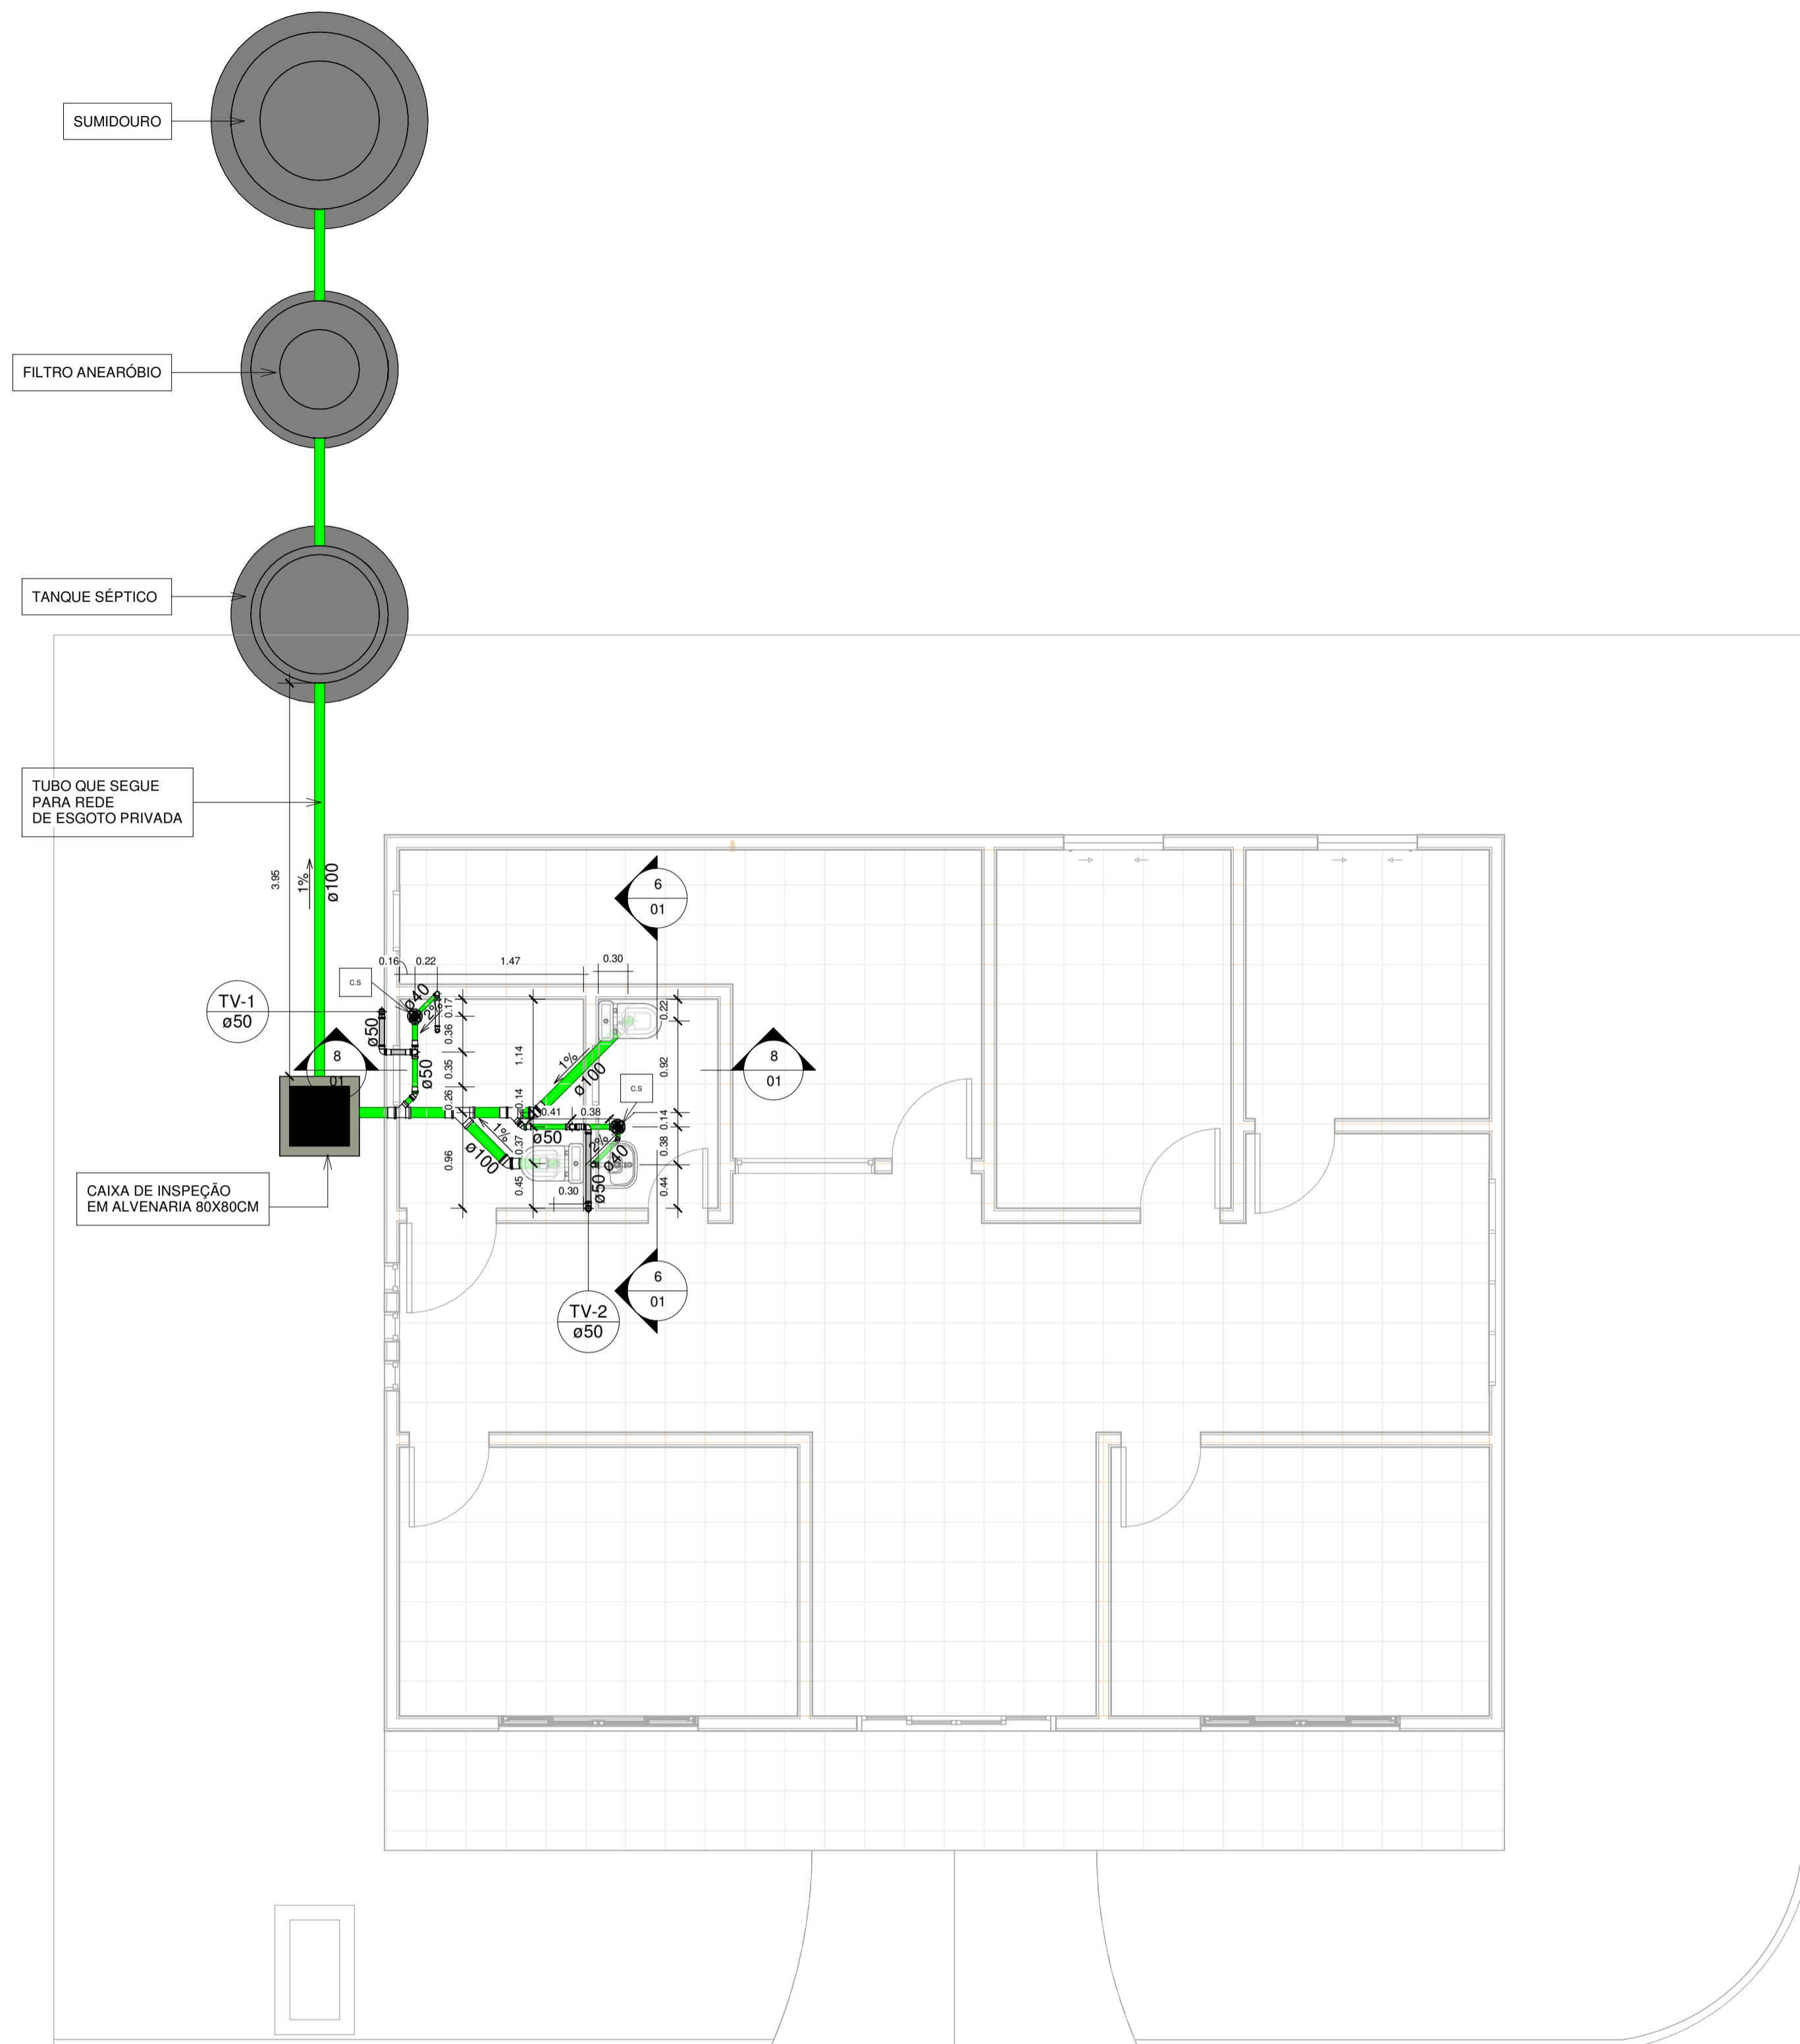 SUMIDOURO
FILTRO ANEARÓBIO
TANQUE SÉPTICO
TUBO QUE SEGUE
PARA REDE
DE ESGOTO PRIVADA
3.95
1%
ø100
6
01
0.16
0.22
1.47
0.30
C.S
TV-1
ø50
ø50
ø40
2%
0.17
0.36
0.35
0.26
0.96
ø50
8
01
1.14
0.14
0.37
0.45
1%
ø100
0.22
0.92
0.14
0.38
0.44
C.S
8
01
0.41
0.38
ø50
1%
ø100
2%
ø40
ø50
0.30
CAIXA DE INSPEÇÃO
EM ALVENARIA 80X80CM
6
01
TV-2
ø50